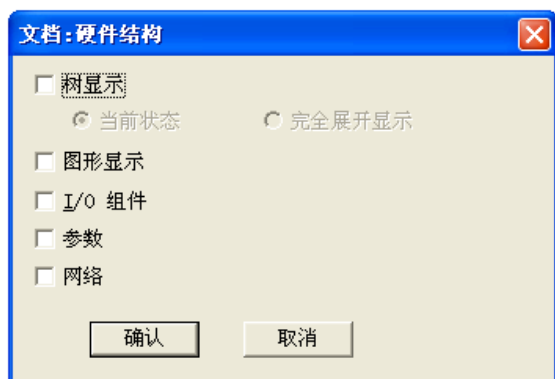 文档:硬件结构
树显示
当前状态 完全展开显示
图形显示
I/O 组件
参数
网络
确认 取消